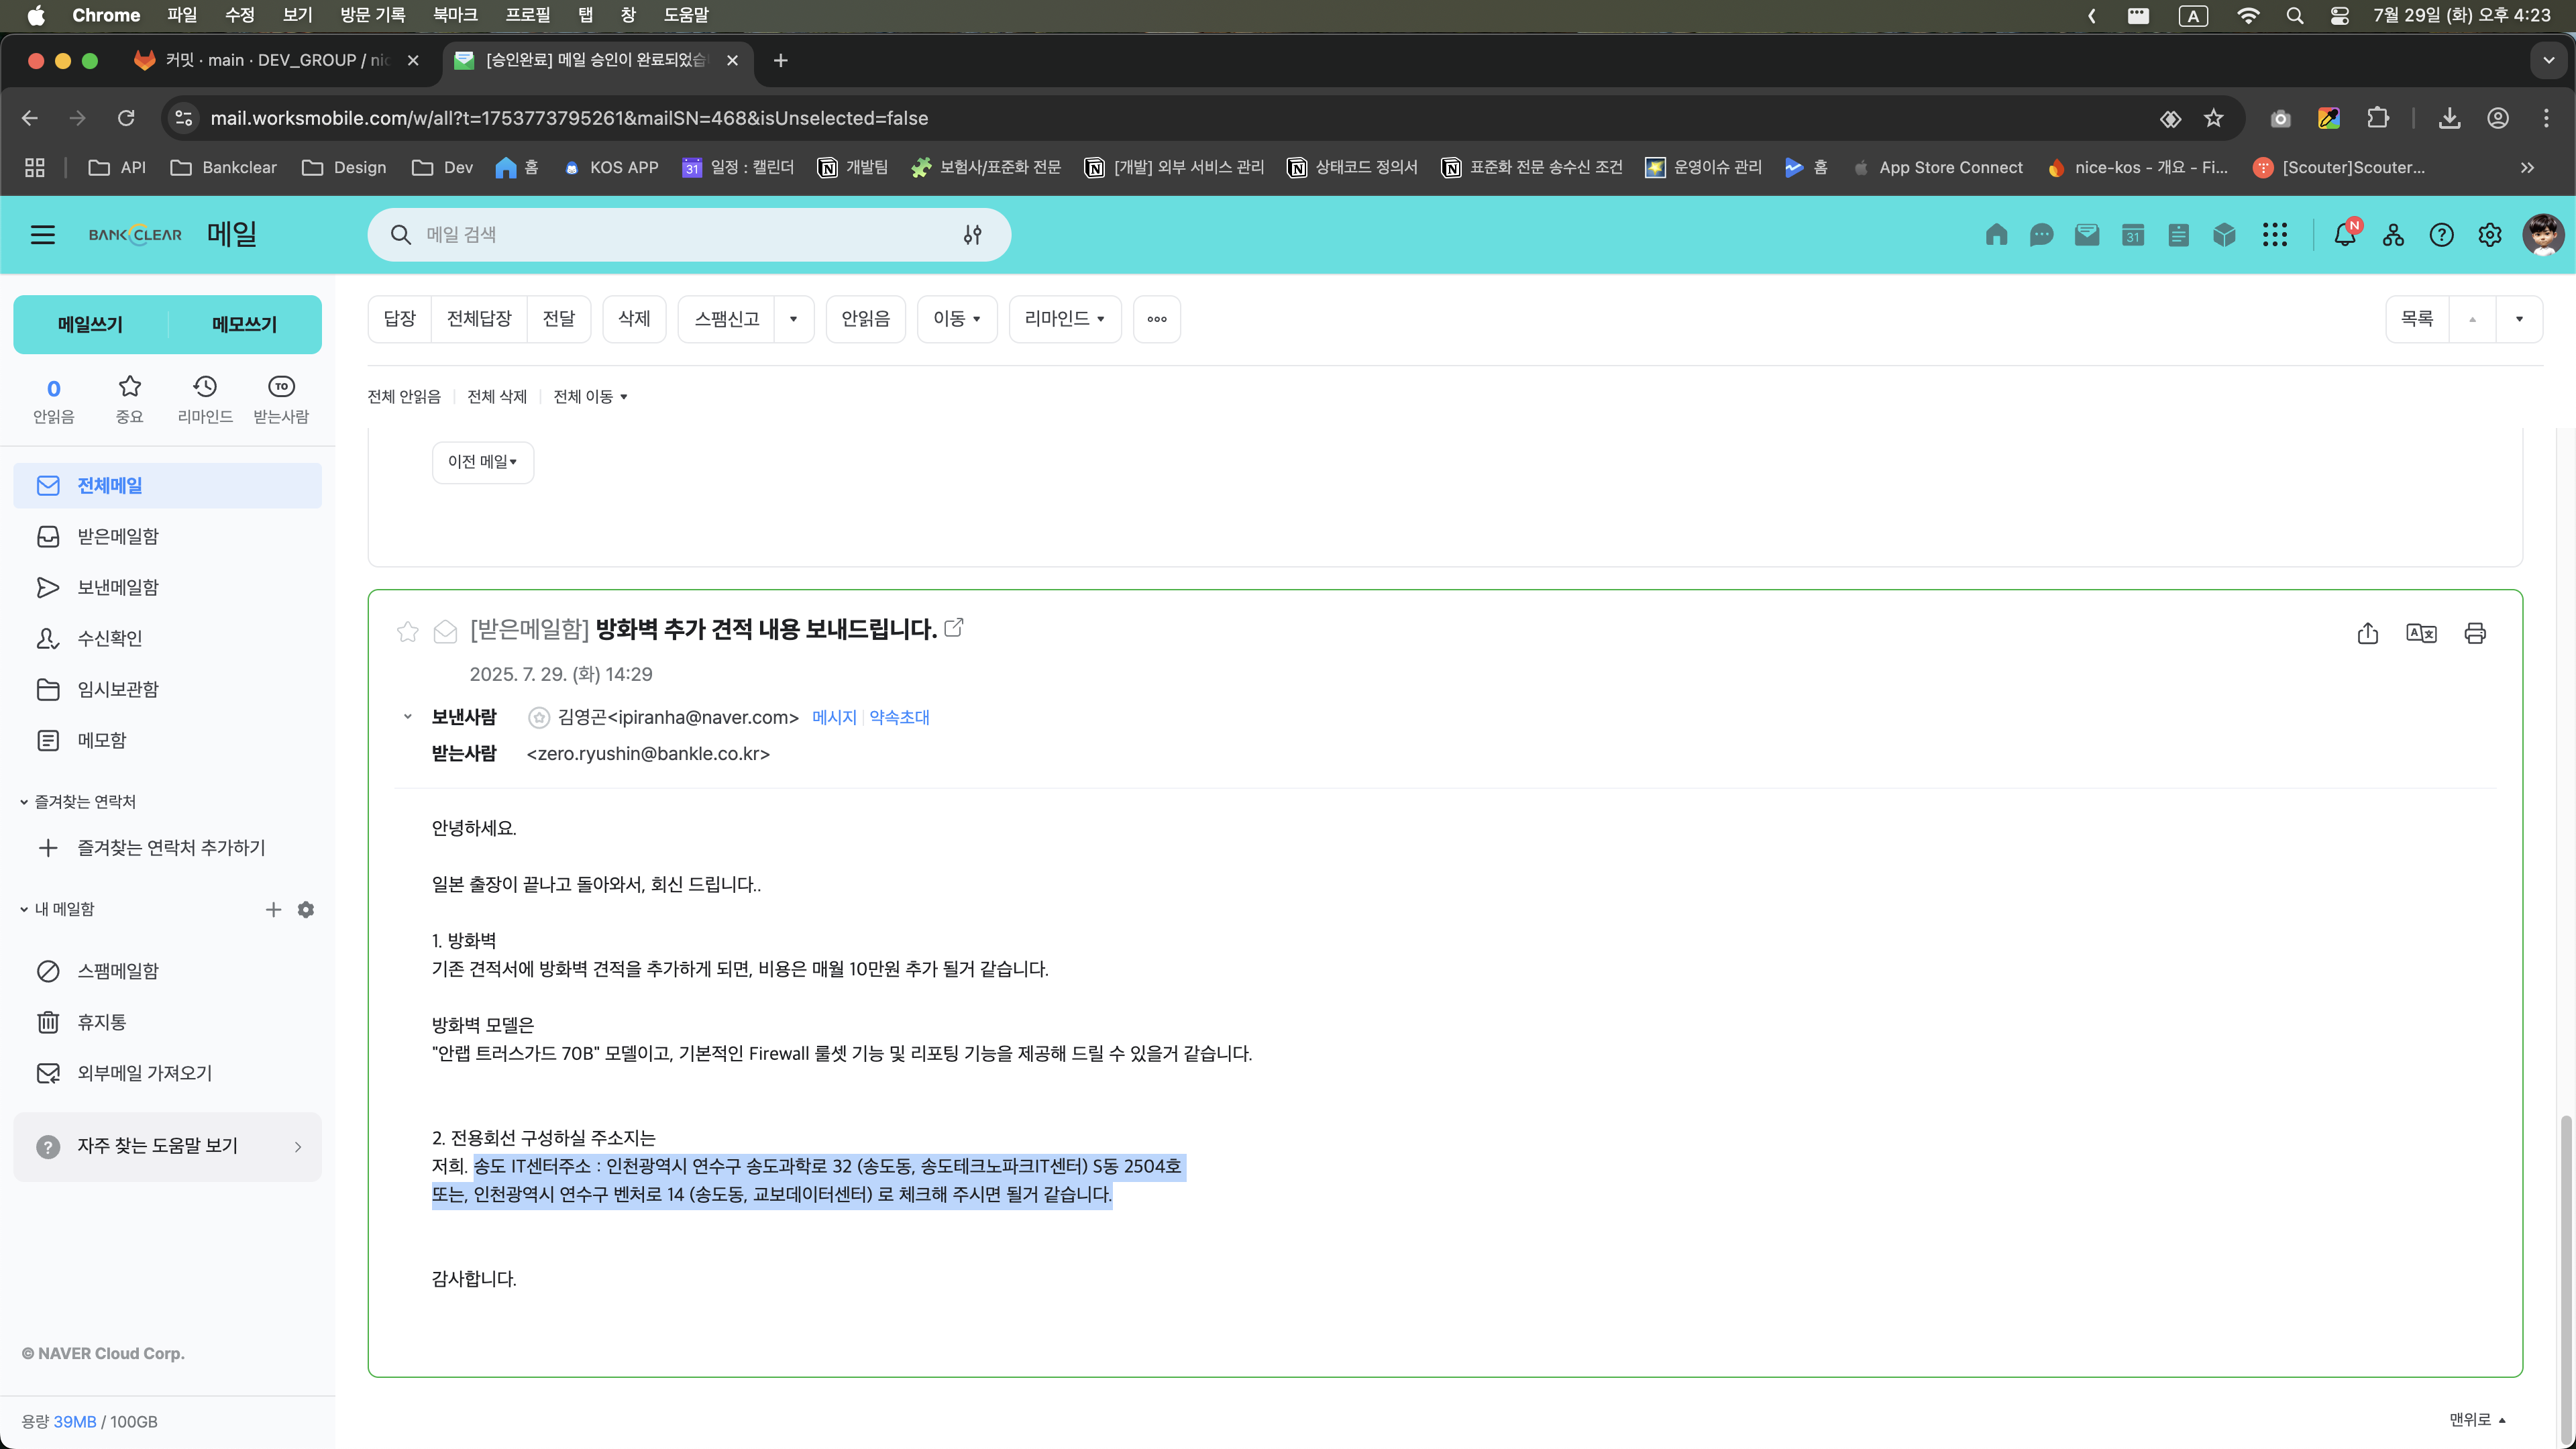 Chrome 파일 수정 보기 방문 기록 북마크 프로필 탭 창 도움말
A 7월 29일 (화) 오후 4:23
커밋 · main · DEV_GROUP / nic
[승인완료] 메일 승인이 완료되었습
mail.worksmobile.com/w/all?t=1753773795261&mailSN=468&isUnselected=false
API Bankclear Design Dev 홈 KOS APP 31 일정 : 캘린더 개발팀 보험사/표준화 전문 [개발] 외부 서비스 관리 상태코드 정의서 표준화 전문 송수신 조건 운영이슈 관리 홈 App Store Connect nice-kos - 개요 - Fi... [Scouter]Scouter...
BANKCLEAR 메일 메일 검색 31 N
메일쓰기 메모쓰기
답장 전체답장 전달 삭제 스팸신고 안읽음 이동 리마인드 목록
0 TO
안읽음 중요 리마인드 받는사람
전체 안읽음 전체 삭제 전체 이동
이전 메일
전체메일
받은메일함
보낸메일함
수신확인
임시보관함
메모함
즐겨찾는 연락처
즐겨찾는 연락처 추가하기
내 메일함
스팸메일함
휴지통
외부메일 가져오기
자주 찾는 도움말 보기
© NAVER Cloud Corp.
용량 39MB / 100GB
[받은메일함] 방화벽 추가 견적 내용 보내드립니다.
2025. 7. 29. (화) 14:29
보낸사람 김영곤<ipiranha@naver.com> 메시지 약속초대
받는사람 <zero.ryushin@bankle.co.kr>
안녕하세요.
일본 출장이 끝나고 돌아와서, 회신 드립니다..
1. 방화벽
기존 견적서에 방화벽 견적을 추가하게 되면, 비용은 매월 10만원 추가 될거 같습니다.
방화벽 모델은
"안랩 트러스가드 70B" 모델이고, 기본적인 Firewall 룰셋 기능 및 리포팅 기능을 제공해 드릴 수 있을거 같습니다.
2. 전용회선 구성하실 주소지는
저희. 송도 IT센터주소 : 인천광역시 연수구 송도과학로 32 (송도동, 송도테크노파크IT센터) S동 2504호
또는, 인천광역시 연수구 벤처로 14 (송도동, 교보데이터센터) 로 체크해 주시면 될거 같습니다.
감사합니다.
맨위로